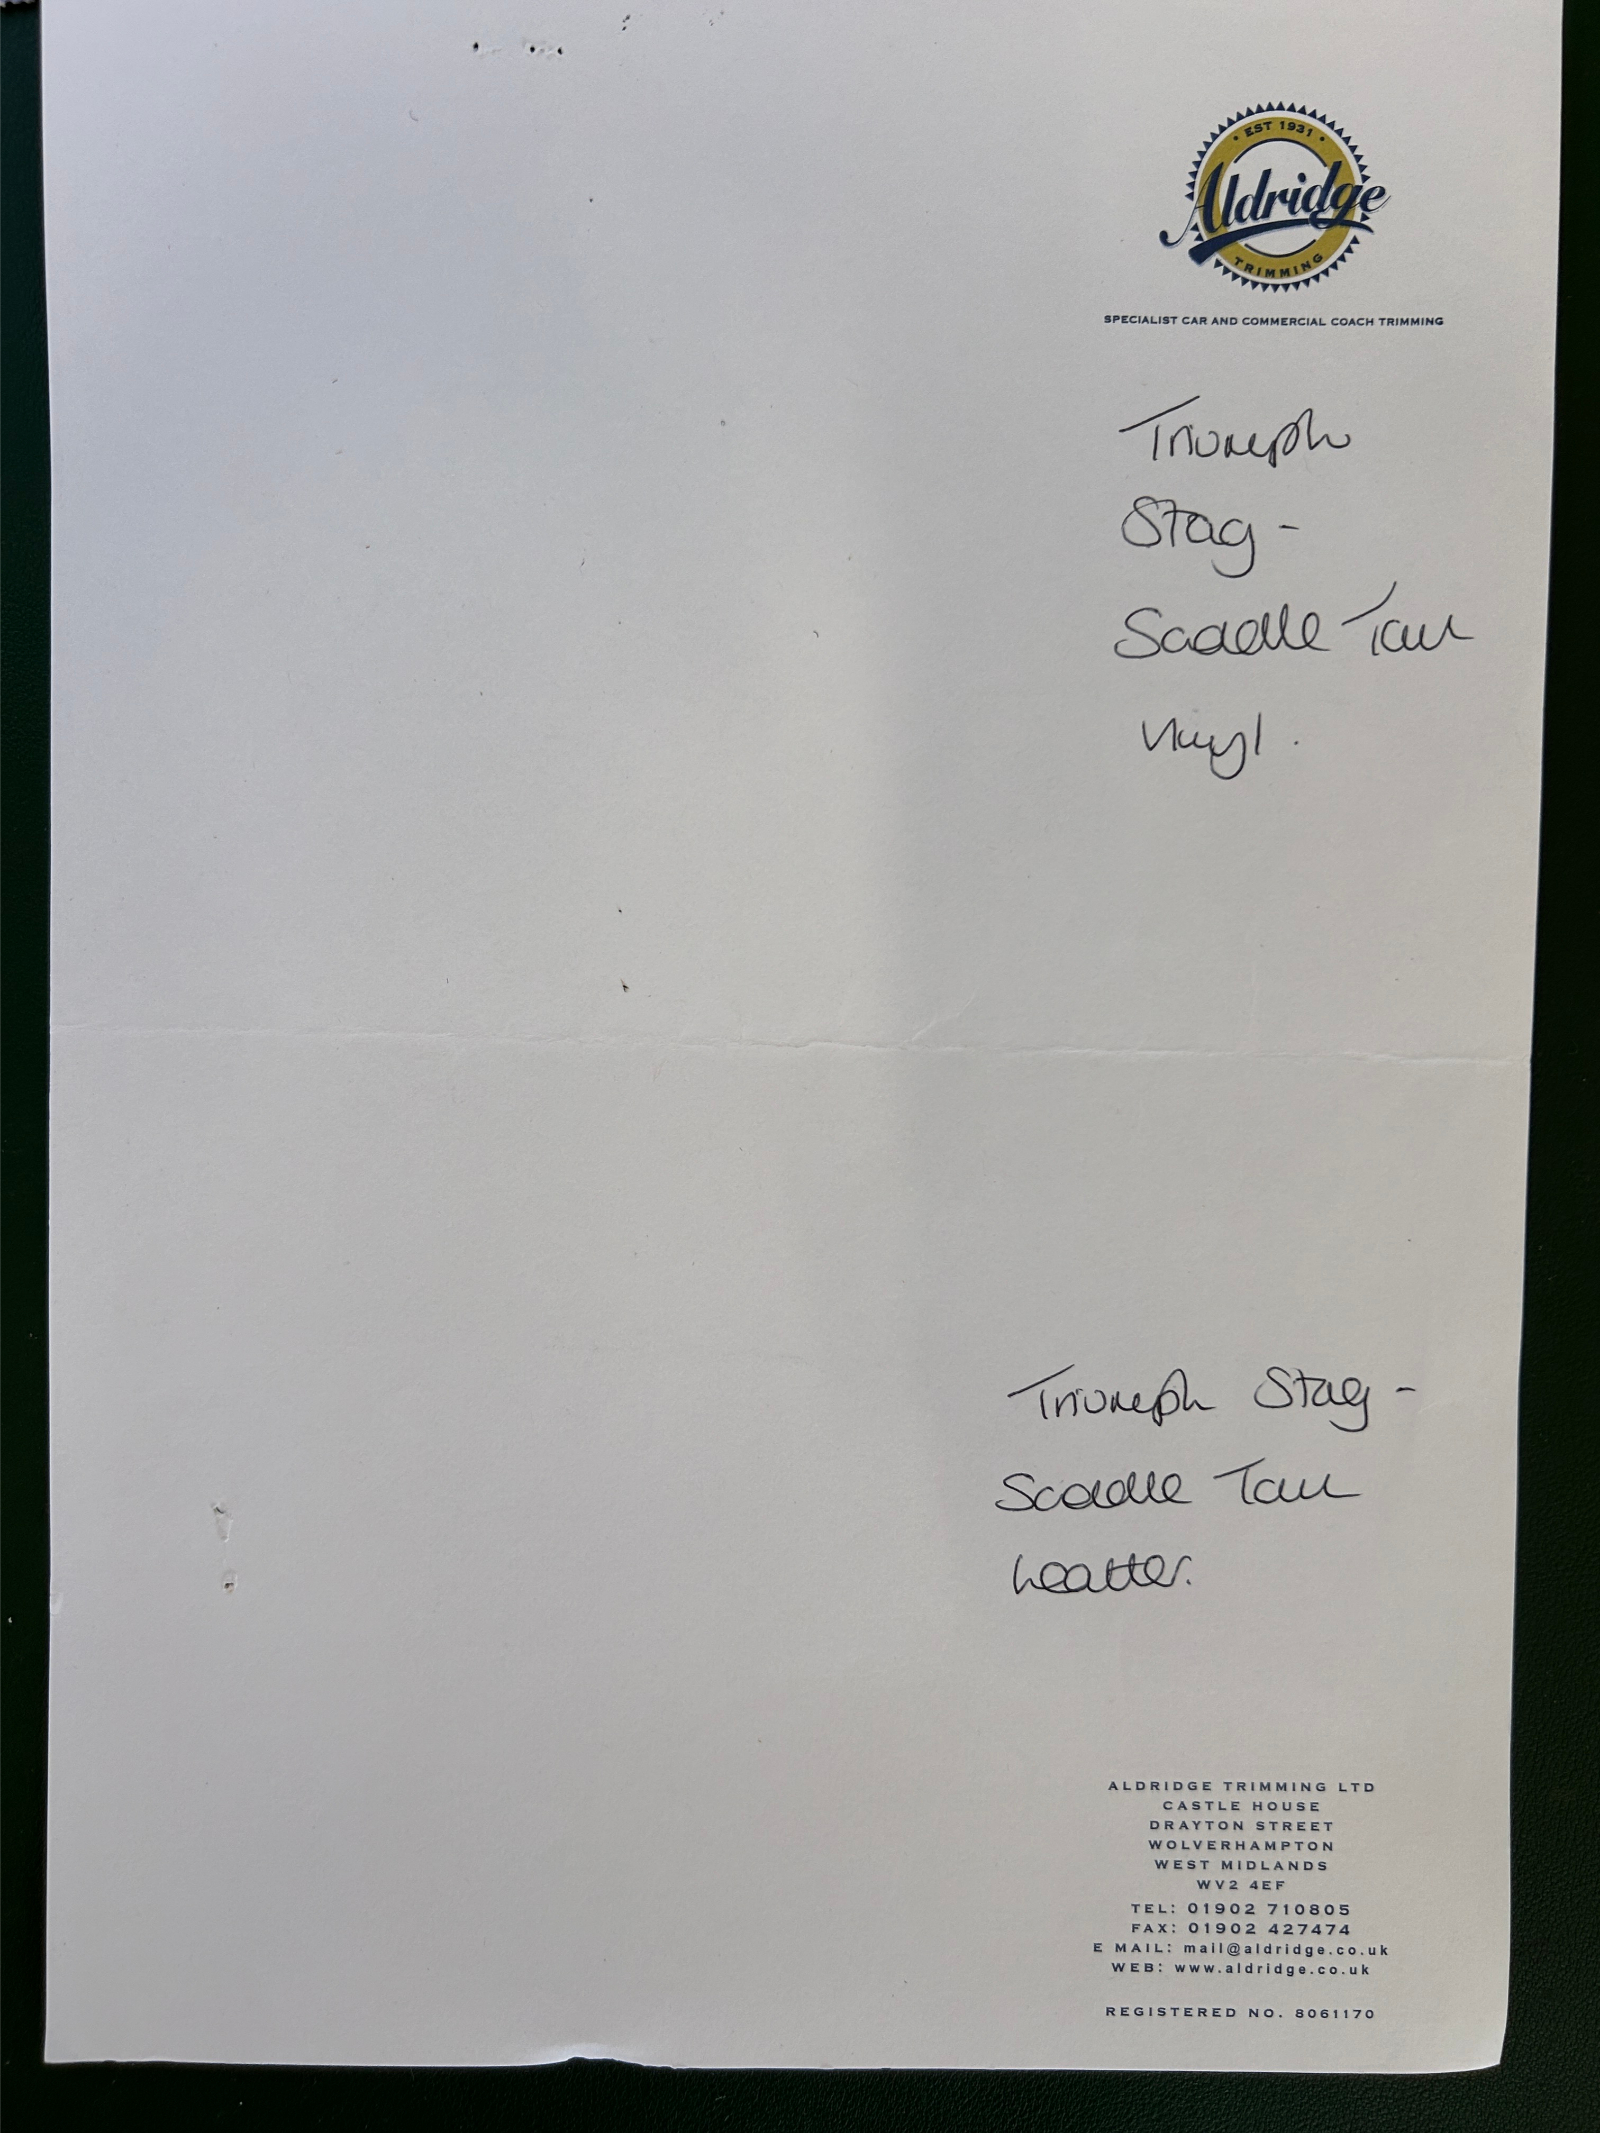 EST 1931
Aldridge
TRIMMING
SPECIALIST CAR AND COMMERCIAL COACH TRIMMING
Triumph
Stag -
Saddle Tan
Vinyl.
Triumph Stag -
Saddle Tan
Leather.
ALDRIDGE TRIMMING LTD
CASTLE HOUSE
DRAYTON STREET
WOLVERHAMPTON
WEST MIDLANDS
WV2 4EF
TEL: 01902 710805
FAX: 01902 427474
E MAIL: mail@aldridge.co.uk
WEB: www.aldridge.co.uk
REGISTERED NO. 8061170